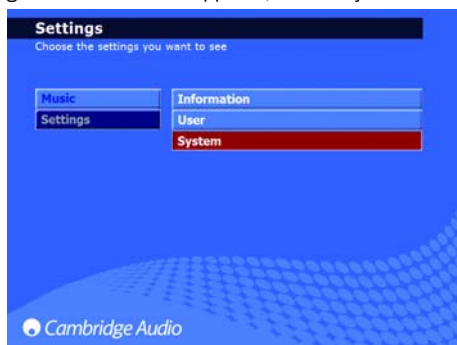 Settings
Choose the settings you want to see
Music
Information
Settings
User
System
Cambridge Audio